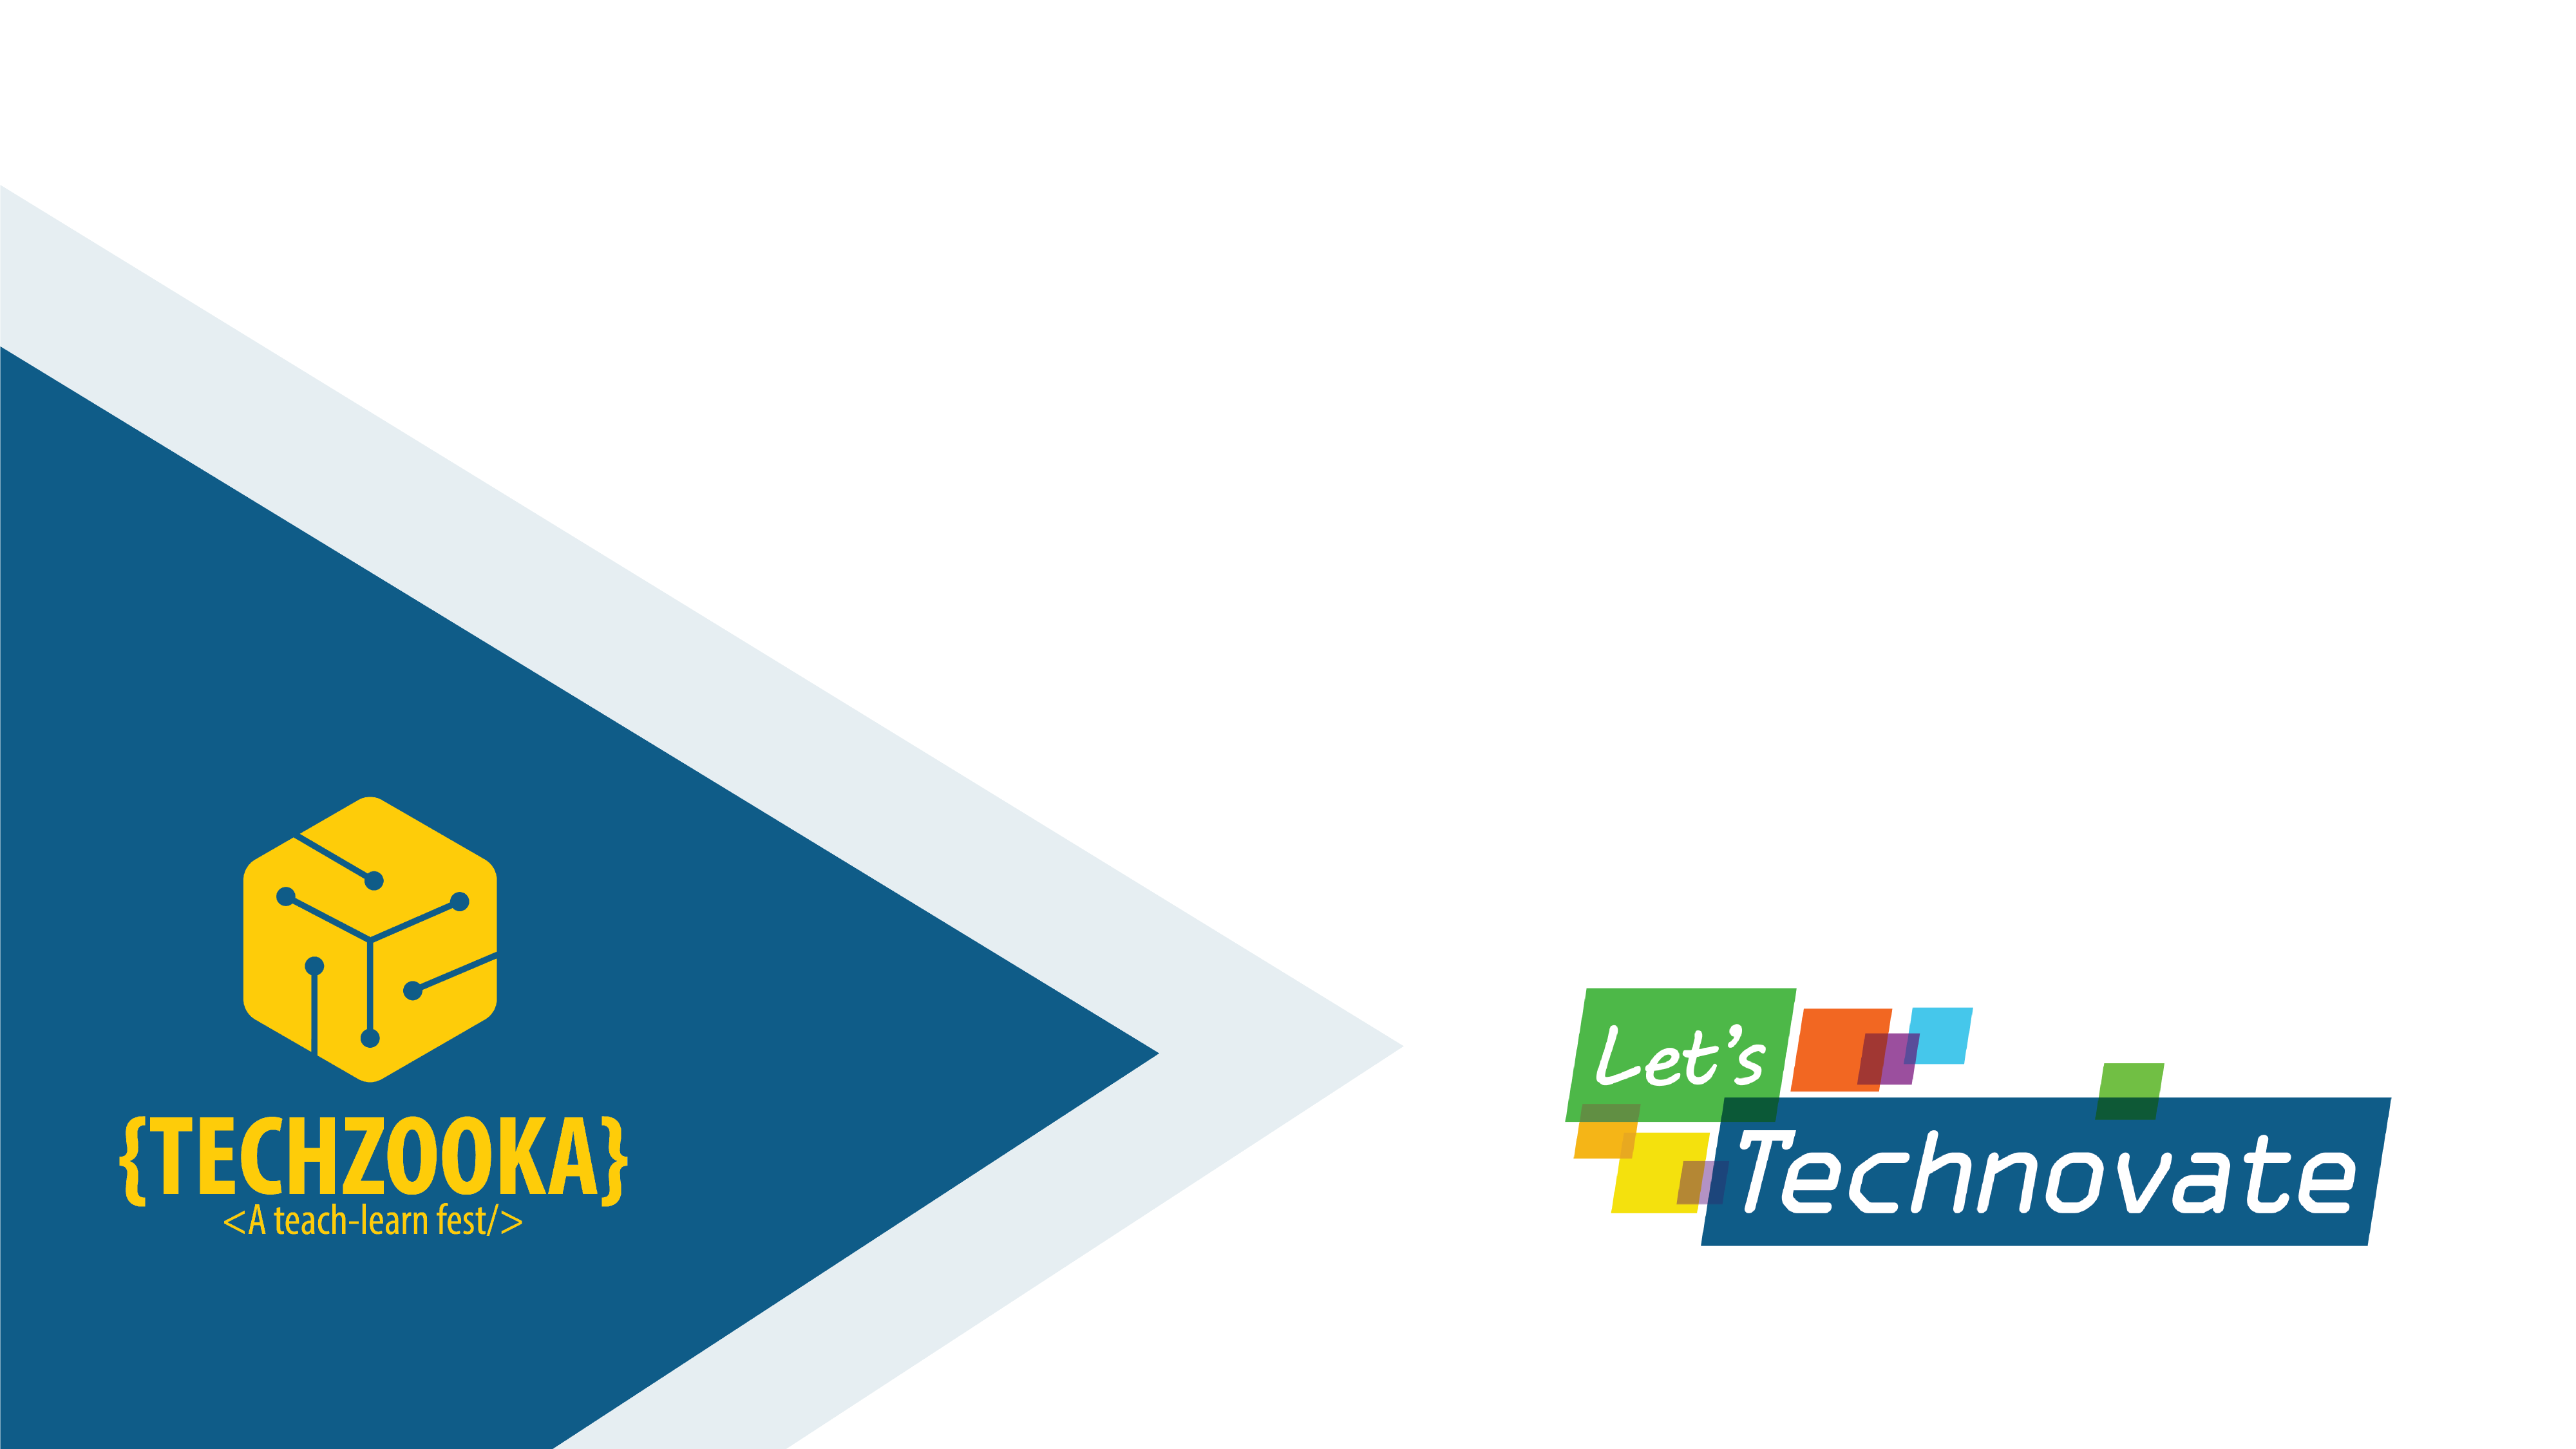 {TECHZOOKA}
<A teach-learn fest/>
Let's
Technovate